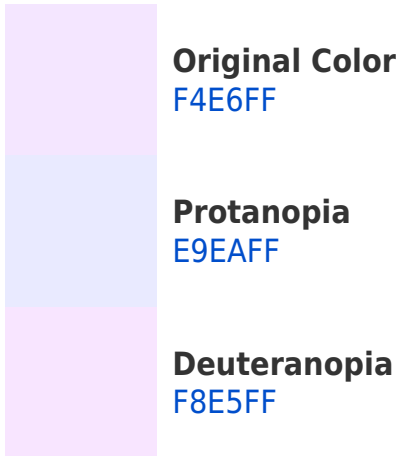 Original Color
F4E6FF
Protanopia
E9EAFF
Deuteranopia
F8E5FF